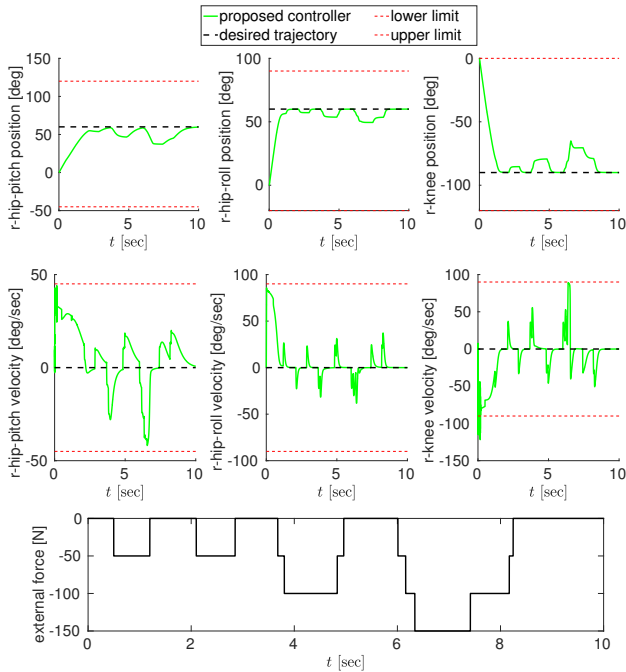 proposed controller
desired trajectory
lower limit
upper limit
r-hip-pitch position [deg]
150
100
50
0
-50
0
5
10
t [sec]
r-hip-roll position [deg]
100
50
0
0
5
10
t [sec]
r-knee position [deg]
0
-50
-100
0
5
10
t [sec]
r-hip-pitch velocity [deg/sec]
50
0
-50
0
5
10
t [sec]
r-hip-roll velocity [deg/sec]
100
50
0
-50
-100
0
5
10
t [sec]
r-knee velocity [deg/sec]
100
50
0
-50
-100
-150
0
5
10
t [sec]
external force [N]
0
-50
-100
-150
0
2
4
6
8
10
t [sec]